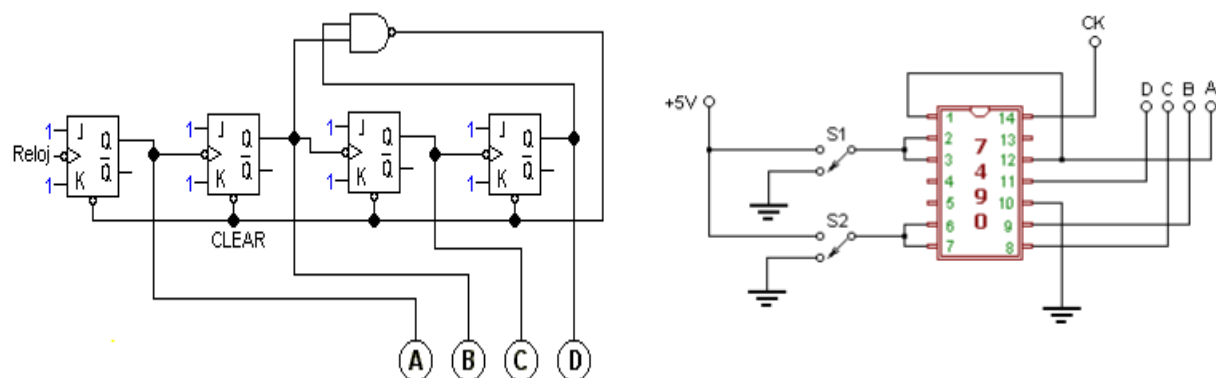 1 J Q
Reloj Q
1 K
1 J Q
Q
1 K
1 J Q
Q
1 K
1 J Q
Q
1 K
CLEAR
A B C D
CK
+5V
D C B A
S1
S2
1 14
2 13
3 12
4 11
5 10
6 9
7 8
7
4
9
0